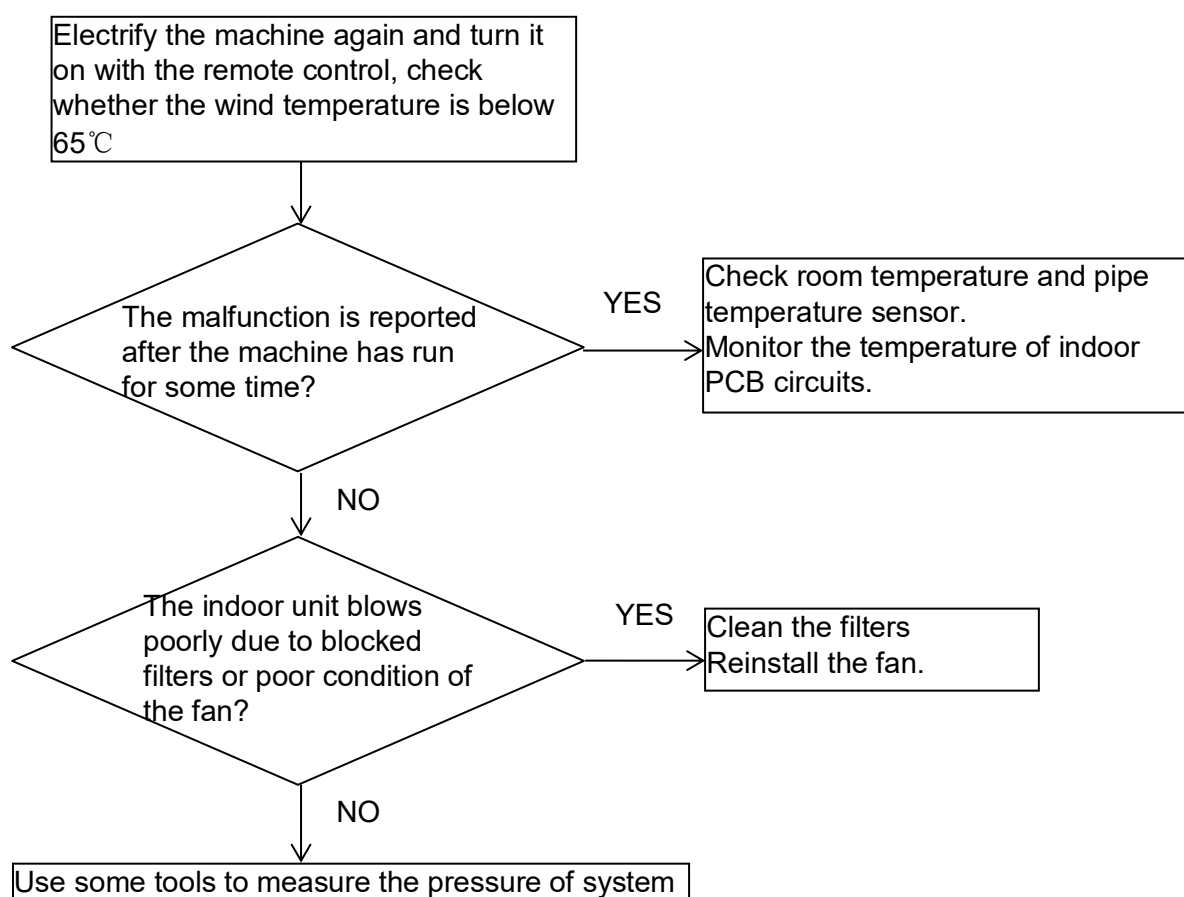 Electrify the machine again and turn it
on with the remote control, check
whether the wind temperature is below
65℃
The malfunction is reported
after the machine has run
for some time?
YES
Check room temperature and pipe
temperature sensor.
Monitor the temperature of indoor
PCB circuits.
NO
The indoor unit blows
poorly due to blocked
filters or poor condition of
the fan?
YES
Clean the filters
Reinstall the fan.
NO
Use some tools to measure the pressure of system